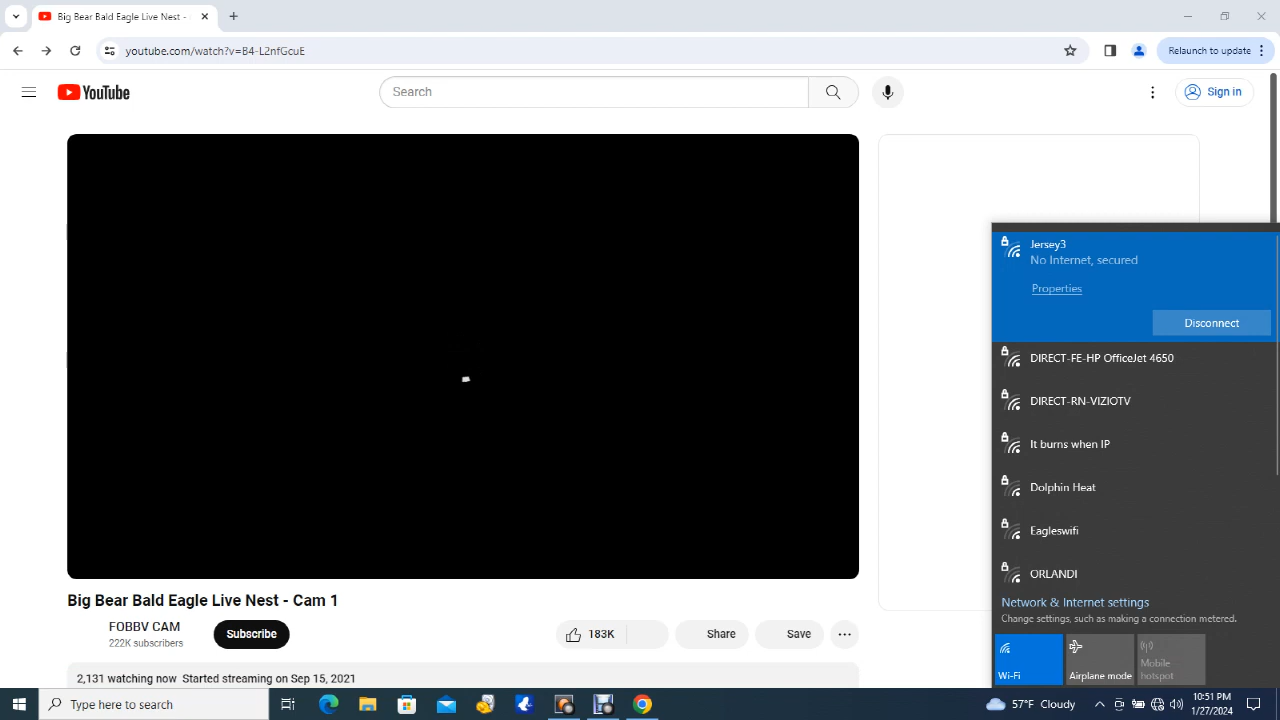 Big Bear Bald Eagle Live Nest -
youtube.com/watch?v=B4-L2nfGcuE
Relaunch to update
YouTube
Search
Sign in
Jersey3
No Internet, secured
Properties
Disconnect
DIRECT-FE-HP OfficeJet 4650
DIRECT-RN-VIZIOTV
It burns when IP
Dolphin Heat
Eagleswifi
ORLANDI
Network & Internet settings
Change settings, such as making a connection metered.
Wi-Fi
Airplane mode
Mobile
hotspot
Big Bear Bald Eagle Live Nest - Cam 1
FOBBV CAM
222K subscribers
Subscribe
183K
Share
Save
2,131 watching now Started streaming on Sep 15, 2021
Type here to search
57°F Cloudy
10:51 PM
1/27/2024